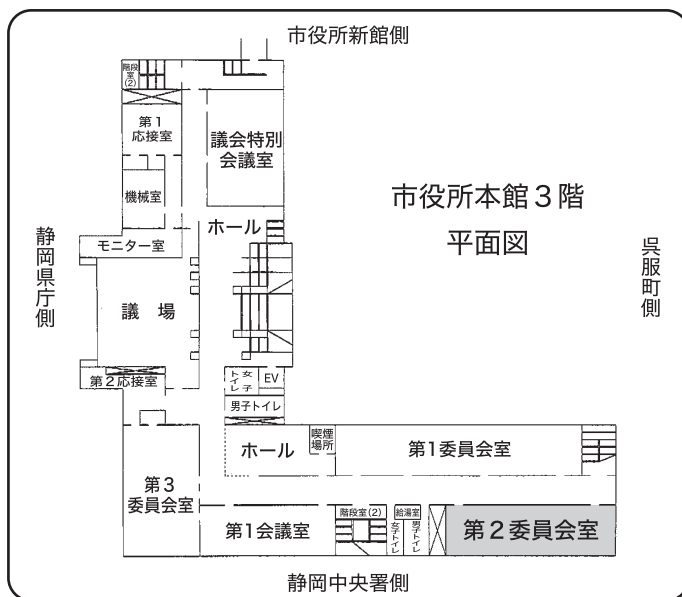 市役所新館側
階段
室
(2)
第1
応接室
議会特別
会議室
機械室
市役所本館3階
平面図
ホール
モニター室
静岡県庁側
呉服町側
議 場
第2応接室
女子
トイレ
EV
男子トイレ
喫煙
場所
ホール
第1委員会室
第3
委員会室
第1会議室
階段室(2)
給湯室
女子トイレ
男子トイレ
第2委員会室
静岡中央署側